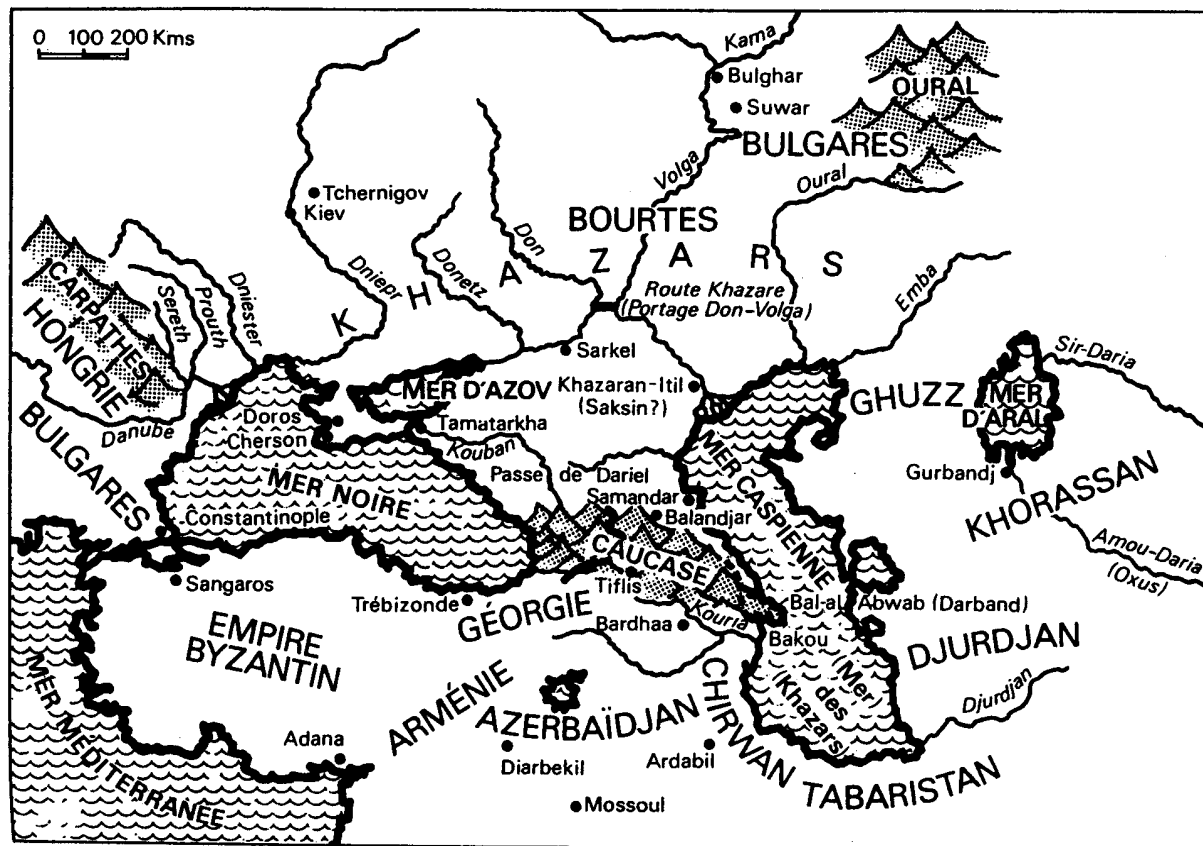 0 100 200 Kms
Kama
Bulghar
Suwar
OURAL
BULGARES
Volga
Oural
Tchernigov
Kiev
BOURTES
Don
Donetz
Dniepr
K H A Z A R S
Route Khazare
(Portage Don-Volga)
Emba
CARPATHES
HONGRIE
Sereth
Prouth
Dniester
Sarkel
Sir-Daria
MER D'AZOV
Khazaran-Itil
(Saksin?)
GHUZZ
MER
D'ARAL
BULGARES
Danube
Doros
Cherson
Tamatarkha
Kouban
Passe de Dariel
MER CASPIENNE
Gurbandj
KHORASSAN
MER NOIRE
Samandar
Balandjar
Constantinople
CAUCASE
Amou-Daria
(Oxus)
Sangaros
Trébizonde
Tiflis
GÉORGIE
Kouria
Bal-al Abwab (Darband)
Bardhaa
Bakou
EMPIRE
BYZANTIN
DJURDJAN
ARMÉNIE
AZERBAÏDJAN
CHIRWAN
(Mer
des
Khazars)
Djurdjan
MER MÉDITERRANÉE
Adana
Diarbekil
Ardabil
TABARISTAN
Mossoul